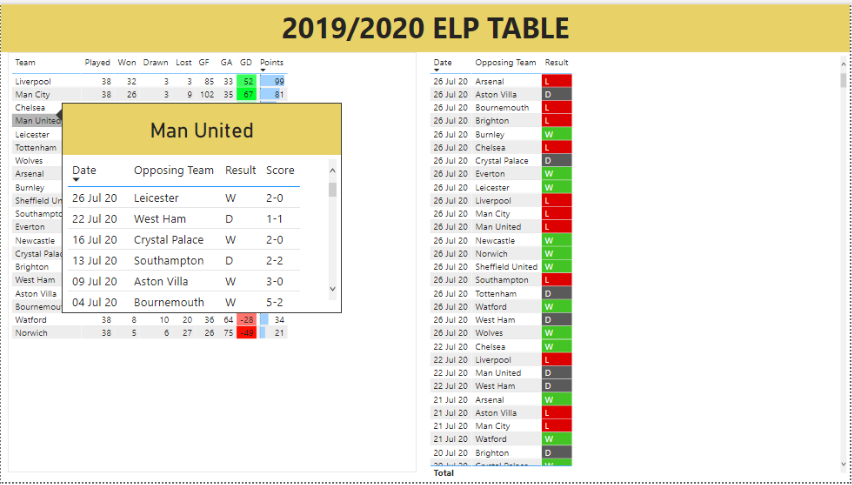 2019/2020 ELP TABLE
Team Played Won Drawn Lost GF GA GD Points
Liverpool 38 32 3 3 85 33 52 99
Man City 38 26 3 9 102 35 67 81
Chelsea
Man United
Leicester
Tottenham
Wolves
Arsenal
Burnley
Sheffield Un
Southampto
Everton
Newcastle
Crystal Palac
Brighton
West Ham
Aston Villa
Bournemou
Watford 38 8 10 20 36 64 -28 34
Norwich 38 5 6 27 26 75 -49 21
Man United
Date Opposing Team Result Score
26 Jul 20 Leicester W 2-0
22 Jul 20 West Ham D 1-1
16 Jul 20 Crystal Palace W 2-0
13 Jul 20 Southampton D 2-2
09 Jul 20 Aston Villa W 3-0
04 Jul 20 Bournemouth W 5-2
Date Opposing Team Result
26 Jul 20 Arsenal L
26 Jul 20 Aston Villa D
26 Jul 20 Bournemouth L
26 Jul 20 Brighton L
26 Jul 20 Burnley W
26 Jul 20 Chelsea L
26 Jul 20 Crystal Palace D
26 Jul 20 Everton W
26 Jul 20 Leicester W
26 Jul 20 Liverpool L
26 Jul 20 Man City L
26 Jul 20 Man United L
26 Jul 20 Newcastle W
26 Jul 20 Norwich W
26 Jul 20 Sheffield United W
26 Jul 20 Southampton L
26 Jul 20 Tottenham D
26 Jul 20 Watford W
26 Jul 20 West Ham D
26 Jul 20 Wolves W
22 Jul 20 Chelsea W
22 Jul 20 Liverpool L
22 Jul 20 Man United D
22 Jul 20 West Ham D
21 Jul 20 Arsenal W
21 Jul 20 Aston Villa L
21 Jul 20 Man City L
21 Jul 20 Watford W
20 Jul 20 Brighton D
20 Jul 20 Crystal Palace W
Total